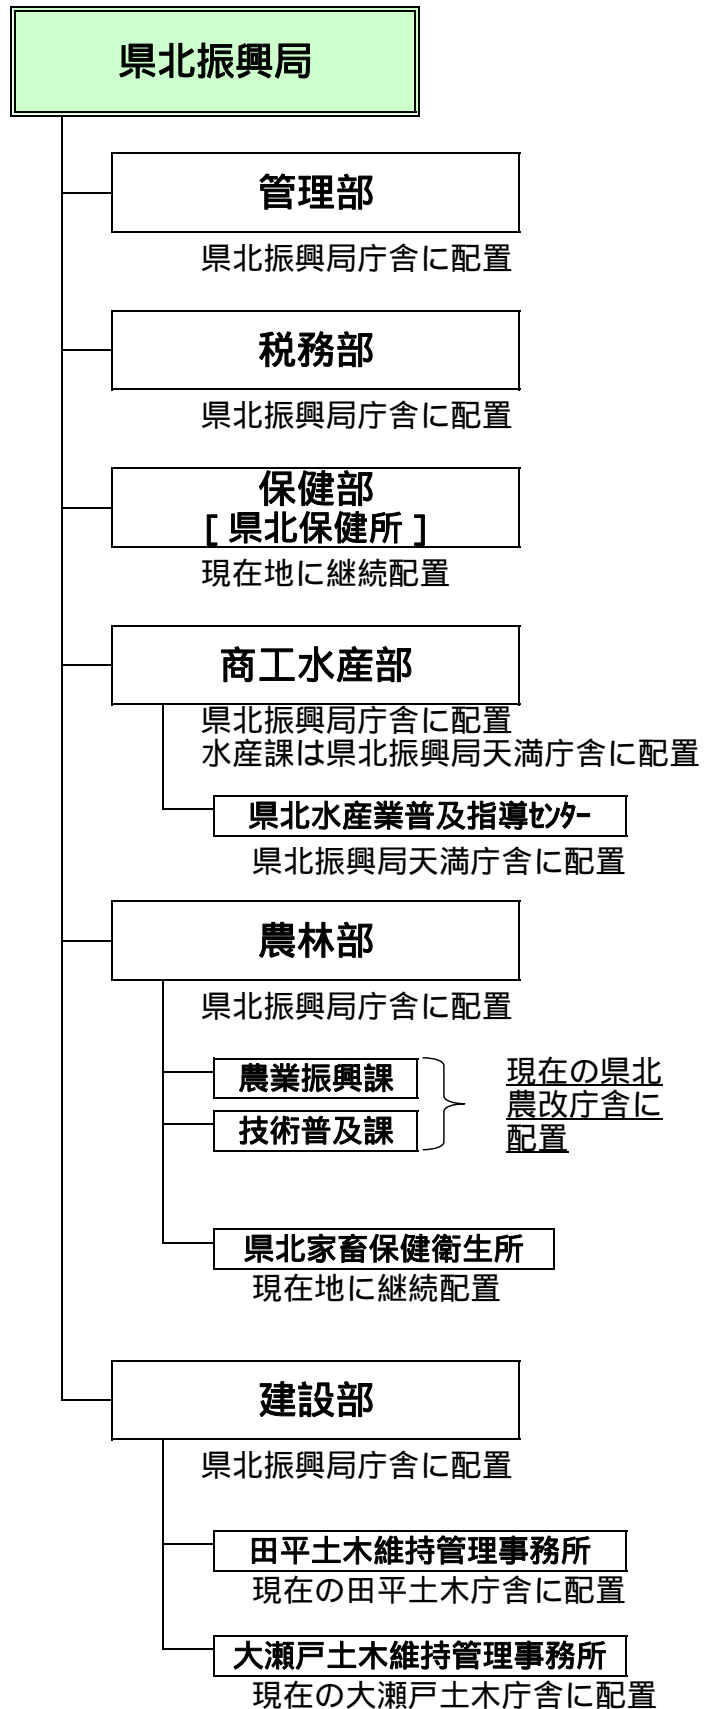 県北振興局
管理部
県北振興局庁舎に配置
税務部
県北振興局庁舎に配置
保健部
[ 県北保健所 ]
現在地に継続配置
商工水産部
県北振興局庁舎に配置
水産課は県北振興局天満庁舎に配置
県北水産業普及指導ｾﾝﾀｰ
県北振興局天満庁舎に配置
農林部
県北振興局庁舎に配置
農業振興課
技術普及課
現在の県北
農改庁舎に
配置
県北家畜保健衛生所
現在地に継続配置
建設部
県北振興局庁舎に配置
田平土木維持管理事務所
現在の田平土木庁舎に配置
大瀬戸土木維持管理事務所
現在の大瀬戸土木庁舎に配置